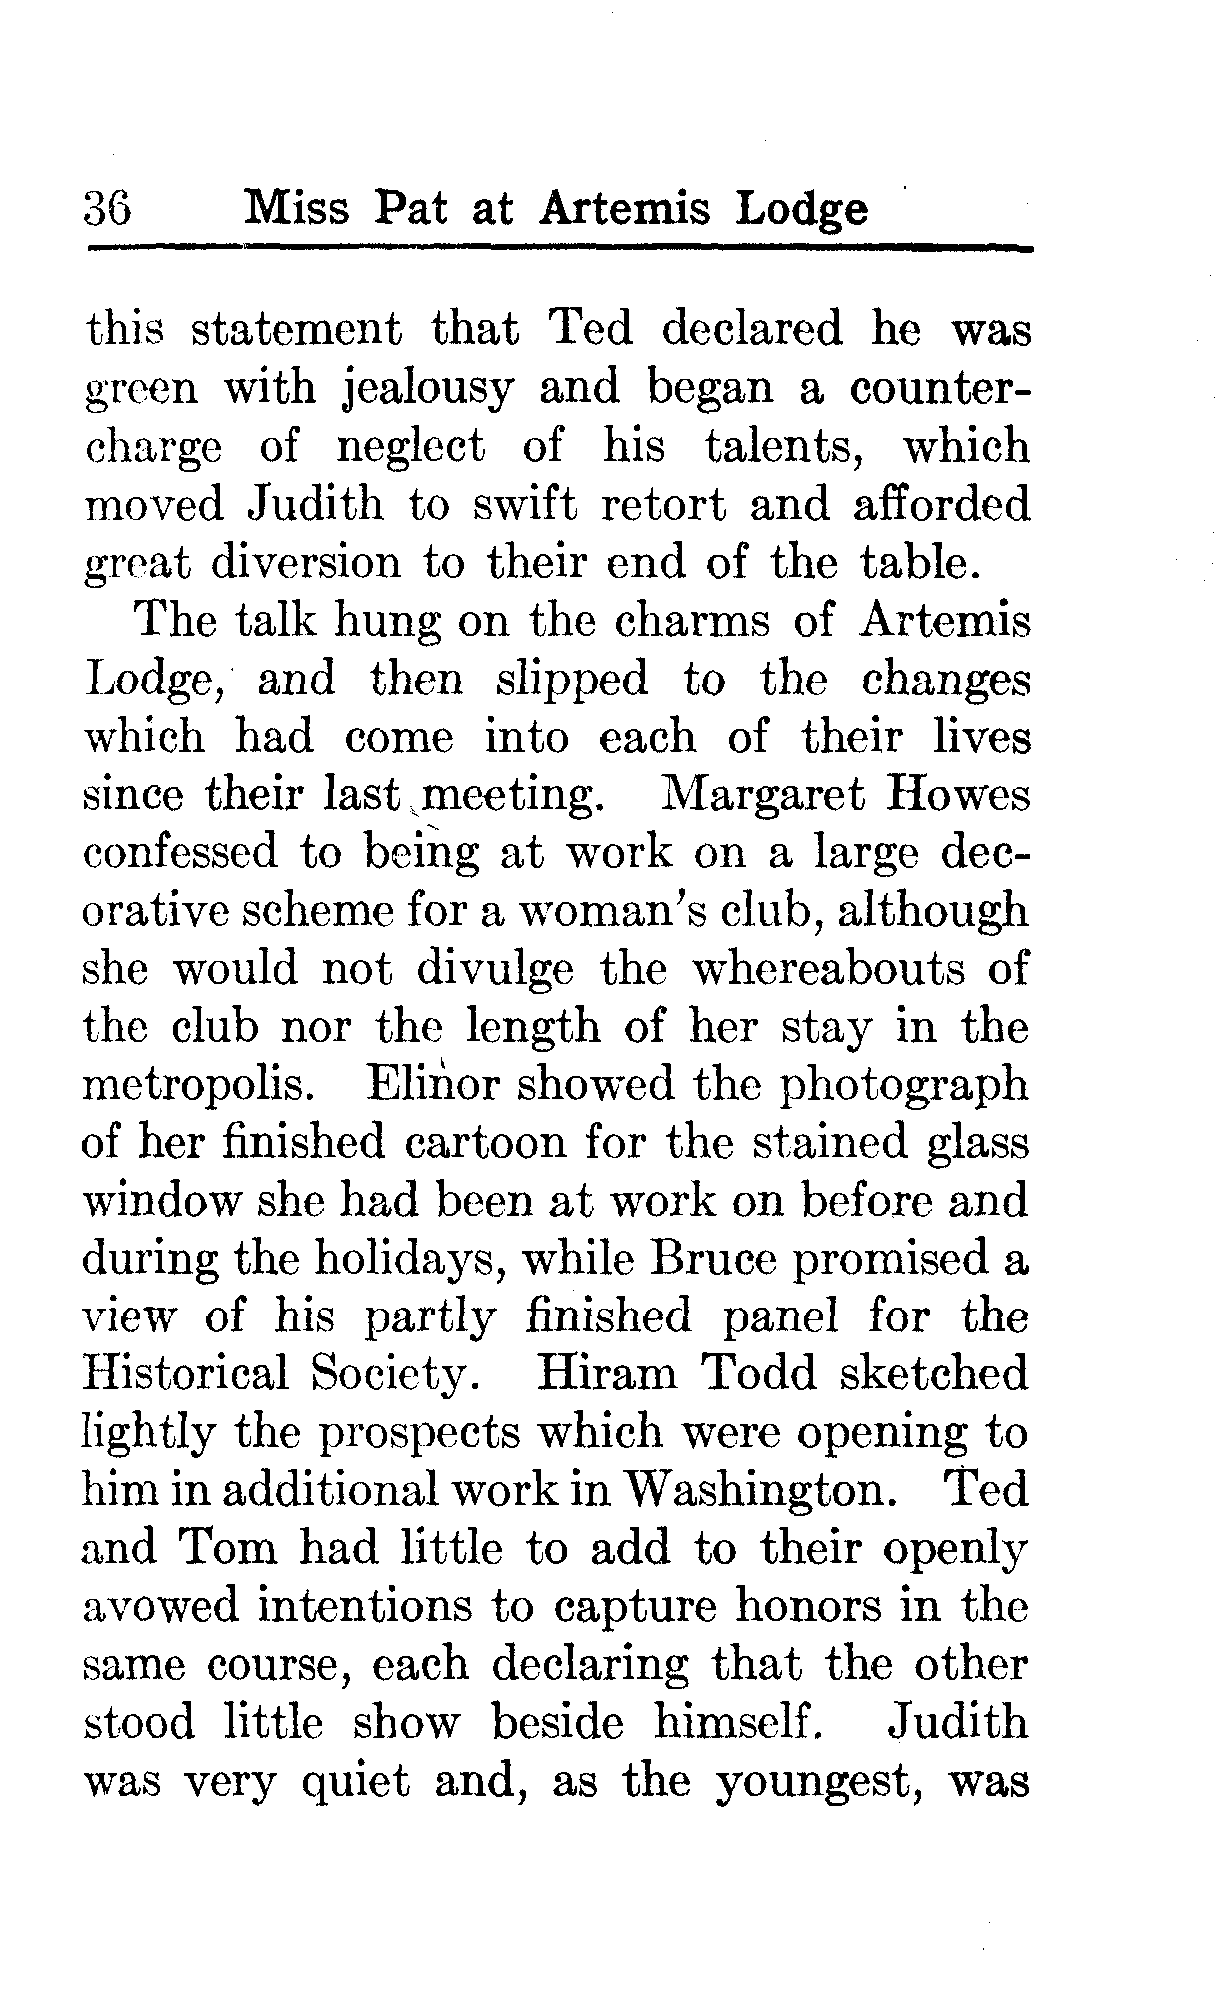 36 Miss Pat at Artemis Lodge
this statement that Ted declared he was
green with jealousy and began a counter-
charge of neglect of his talents, which
moved Judith to swift retort and afforded
great diversion to their end of the table.
The talk hung on the charms of Artemis
Lodge, and then slipped to the changes
which had come into each of their lives
since their last meeting. Margaret Howes
confessed to being at work on a large dec-
orative scheme for a woman's club, although
she would not divulge the whereabouts of
the club nor the length of her stay in the
metropolis. Elinor showed the photograph
of her finished cartoon for the stained glass
window she had been at work on before and
during the holidays, while Bruce promised a
view of his partly finished panel for the
Historical Society. Hiram Todd sketched
lightly the prospects which were opening to
him in additional work in Washington. Ted
and Tom had little to add to their openly
avowed intentions to capture honors in the
same course, each declaring that the other
stood little show beside himself. Judith
was very quiet and, as the youngest, was